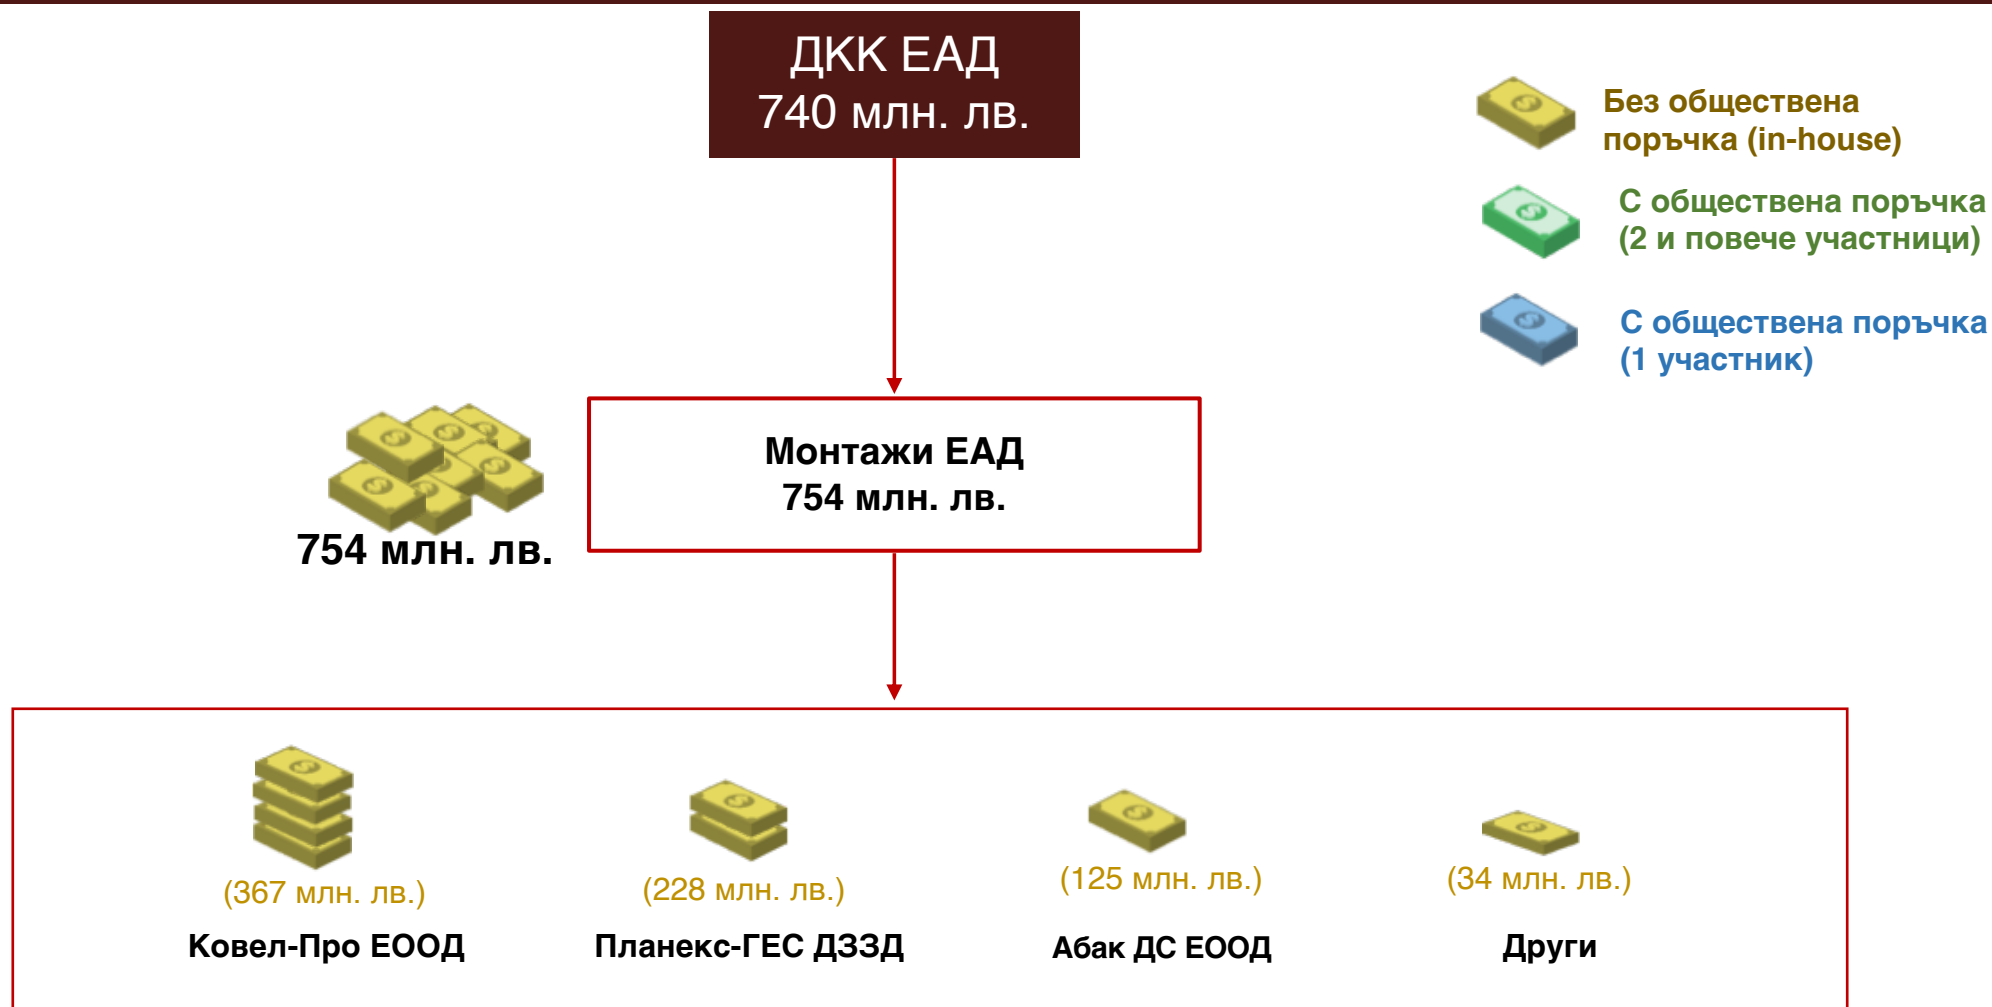 ДКК ЕАД
740 млн. лв.
Без обществена
поръчка (in-house)
С обществена поръчка
(2 и повече участници)
С обществена поръчка
(1 участник)
Монтажи ЕАД
754 млн. лв.
754 млн. лв.
(367 млн. лв.)
(228 млн. лв.)
(125 млн. лв.)
(34 млн. лв.)
Ковел-Про ЕООД
Планекс-ГЕС ДЗЗД
Абак ДС ЕООД
Други